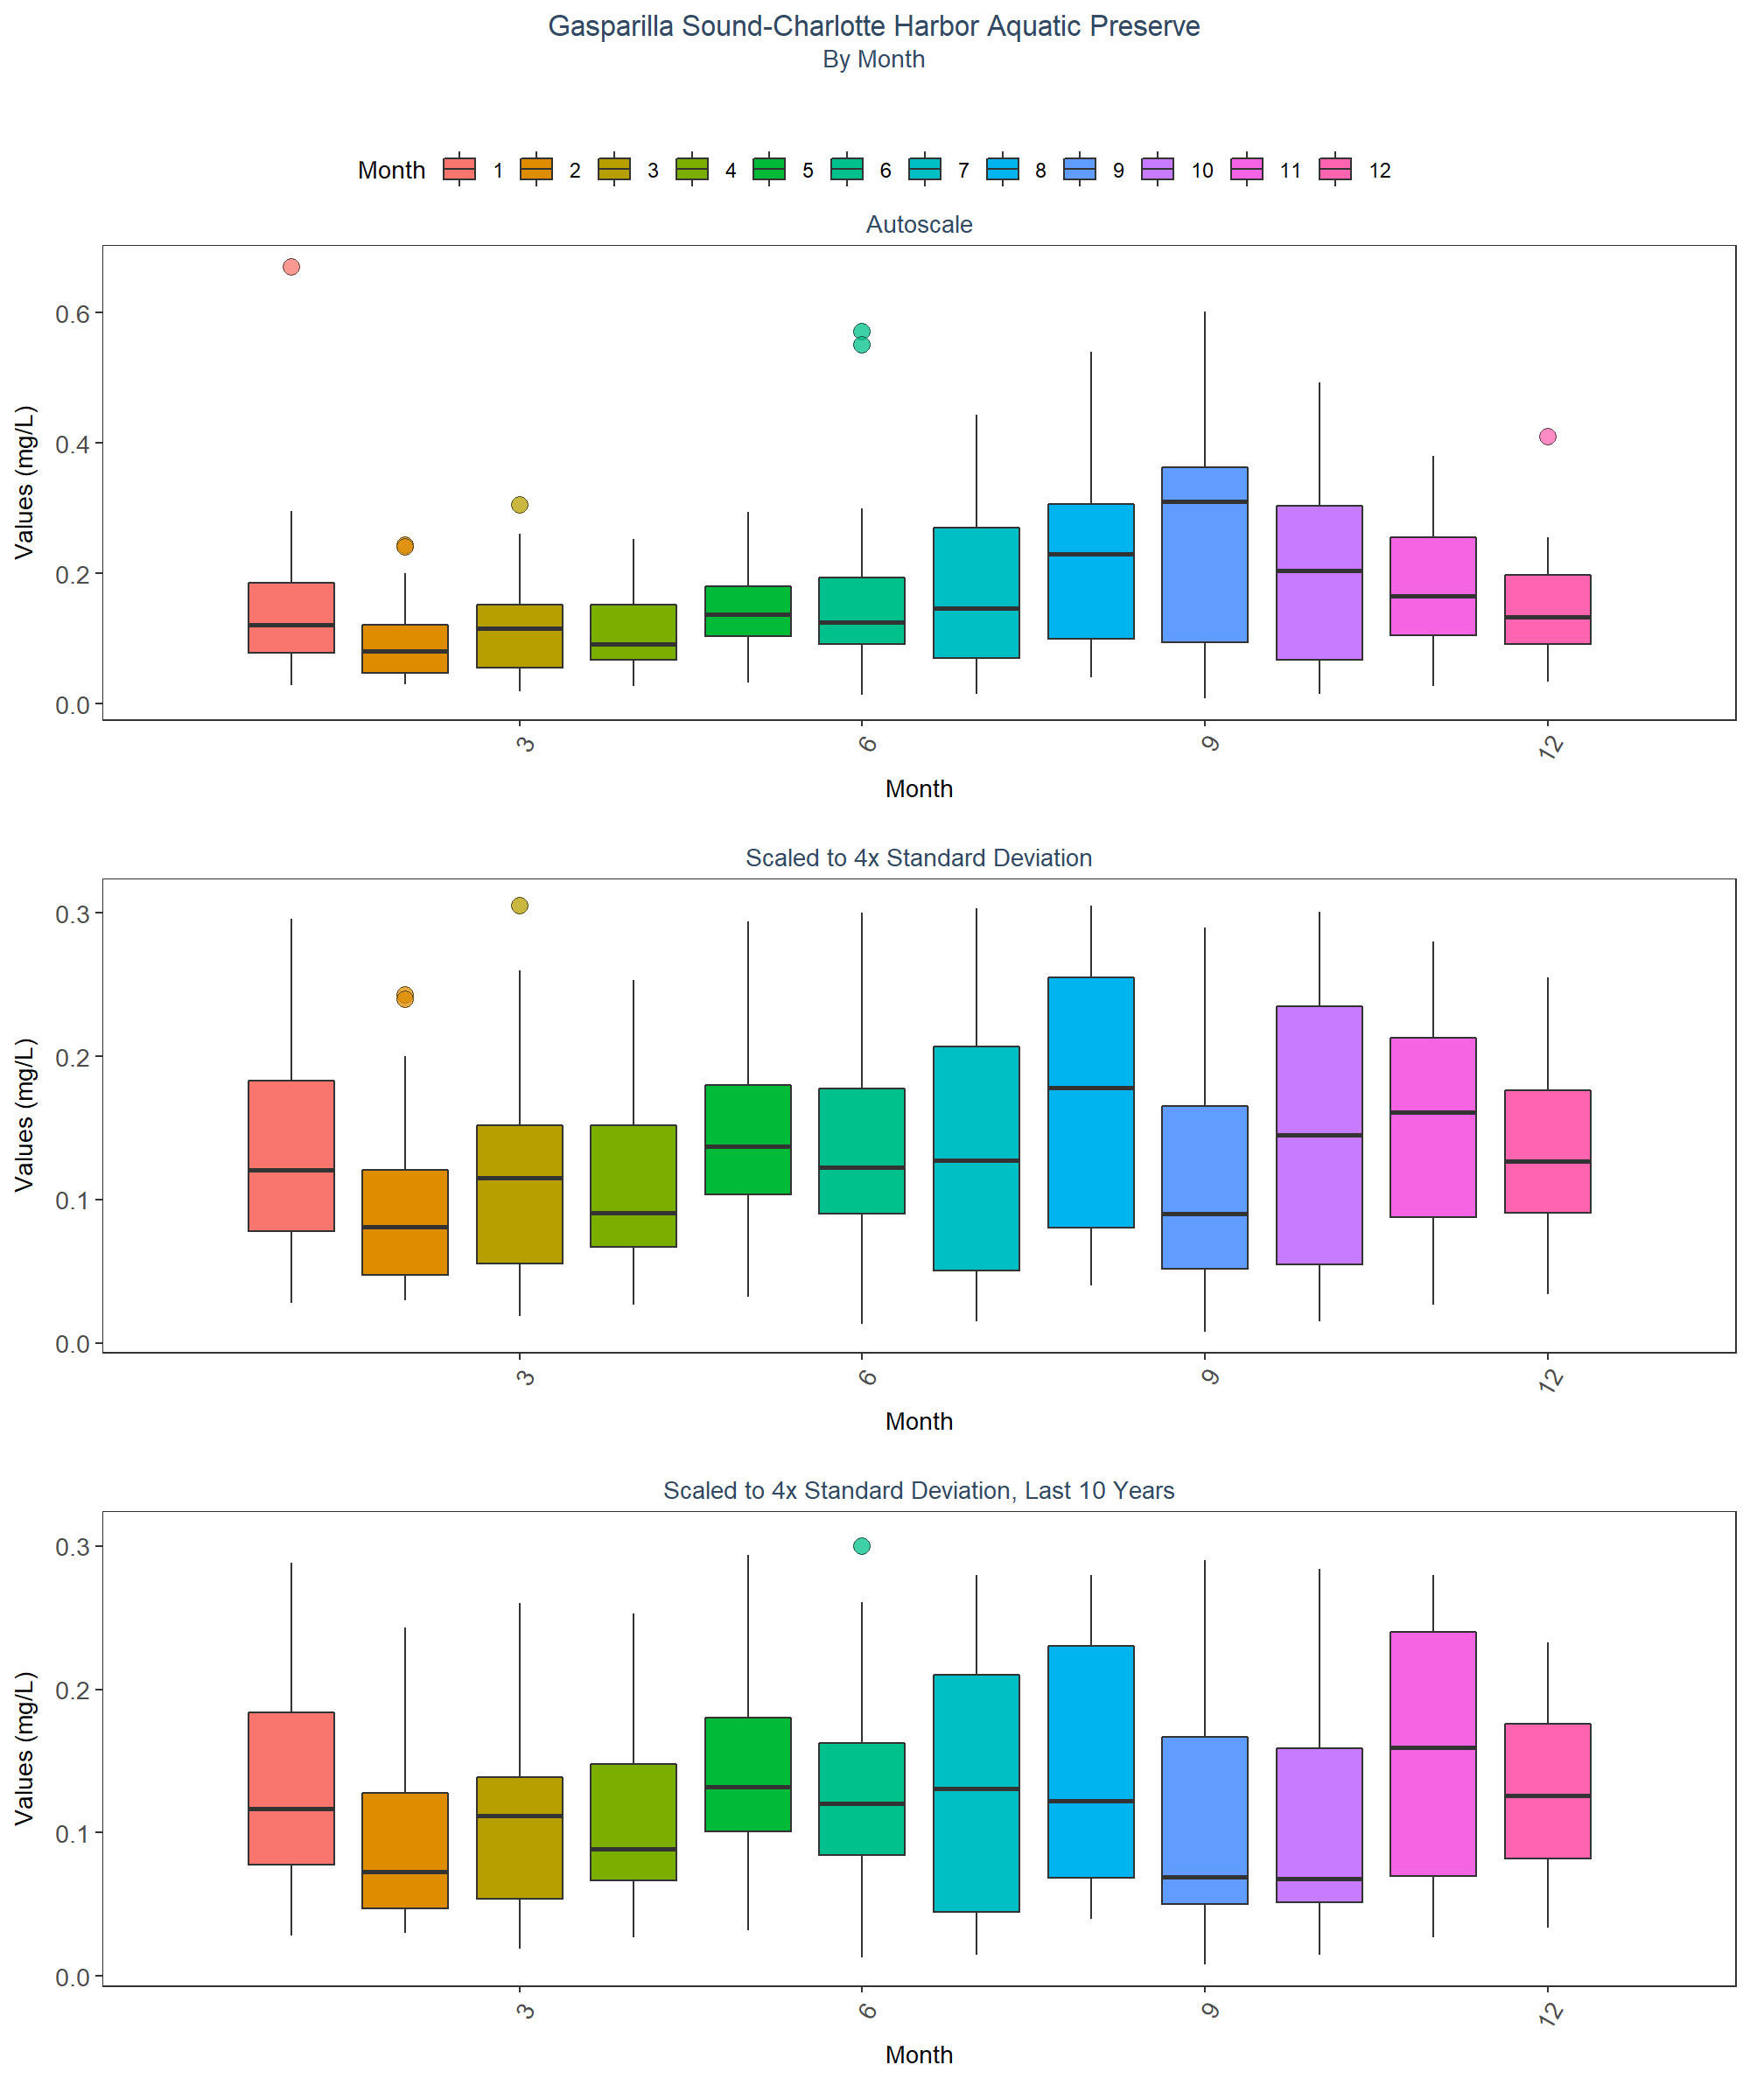 Gasparilla Sound-Charlotte Harbor Aquatic Preserve
By Month
Month 1 2 3 4 5 6 7 8 9 10 11 12
Autoscale
Values (mg/L)
0.6
0.4
0.2
0.0
3 6 9 12
Month
Scaled to 4x Standard Deviation
Values (mg/L)
0.3
0.2
0.1
0.0
3 6 9 12
Month
Scaled to 4x Standard Deviation, Last 10 Years
Values (mg/L)
0.3
0.2
0.1
0.0
3 6 9 12
Month